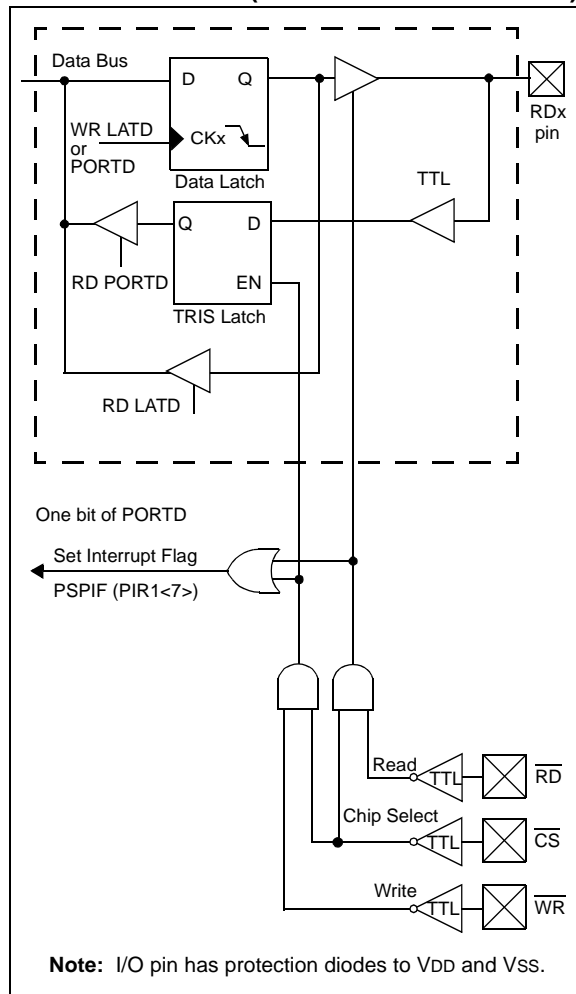 Data Bus
D Q
WR LATD
or
PORTD
CKx
Data Latch
RDx
pin
TTL
Q D
RD PORTD
EN
TRIS Latch
RD LATD
One bit of PORTD
Set Interrupt Flag
PSPIF (PIR1<7>)
Read
TTL
RD
Chip Select
TTL
CS
Write
TTL
WR
Note: I/O pin has protection diodes to VDD and VSS.